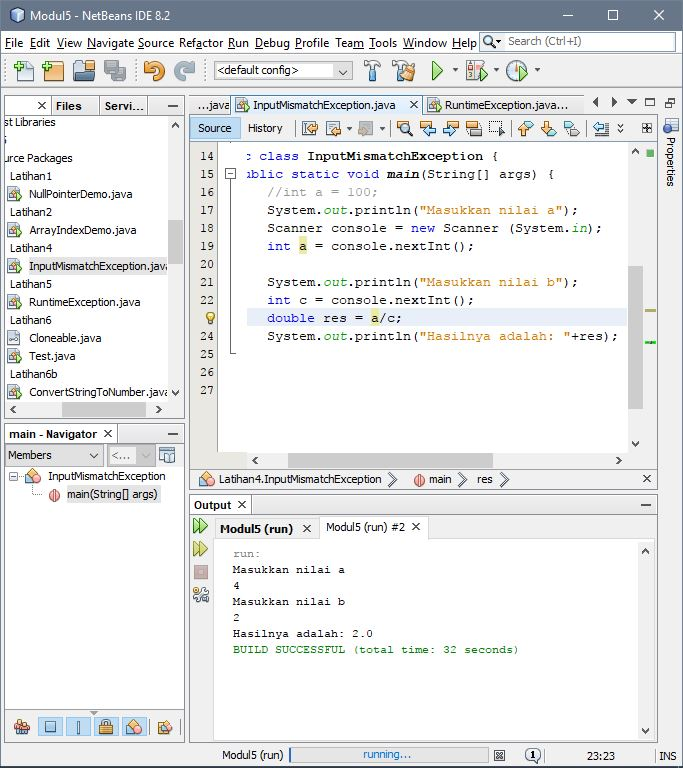 Modul5 - NetBeans IDE 8.2
File Edit View Navigate Source Refactor Run Debug Profile Team Tools Window Help
Search (Ctrl+I)
<default config>
Files Servi...
...java InputMismatchException.java RuntimeException.java...
Source History
st Libraries
urce Packages
Latihan1
NullPointerDemo.java
Latihan2
ArrayIndexDemo.java
Latihan4
InputMismatchException.java
Latihan5
RuntimeException.java
Latihan6
Cloneable.java
Test.java
Latihan6b
ConvertStringToNumber.java
14 c class InputMismatchException {
15 ublic static void main(String[] args) {
16 //int a = 100;
17 System.out.println("Masukkan nilai a");
18 Scanner console = new Scanner (System.in);
19 int a = console.nextInt();
20
21 System.out.println("Masukkan nilai b");
22 int c = console.nextInt();
double res = a/c;
24 System.out.println("Hasilnya adalah: "+res);
25
26
27
Properties
main - Navigator
Members
<...
InputMismatchException
main(String[] args)
Latihan4.InputMismatchException main res
Output
Modul5 (run) Modul5 (run) #2
run:
Masukkan nilai a
4
Masukkan nilai b
2
Hasilnya adalah: 2.0
BUILD SUCCESSFUL (total time: 32 seconds)
Modul5 (run) running... 1 23:23 INS